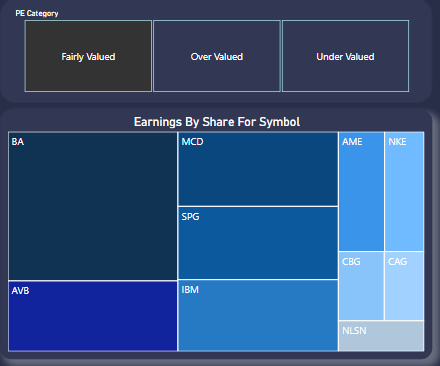 PE Category
Fairly Valued
Over Valued
Under Valued
Earnings By Share For Symbol
BA
MCD
AME
NKE
SPG
CBG
CAG
AVB
IBM
NLSN